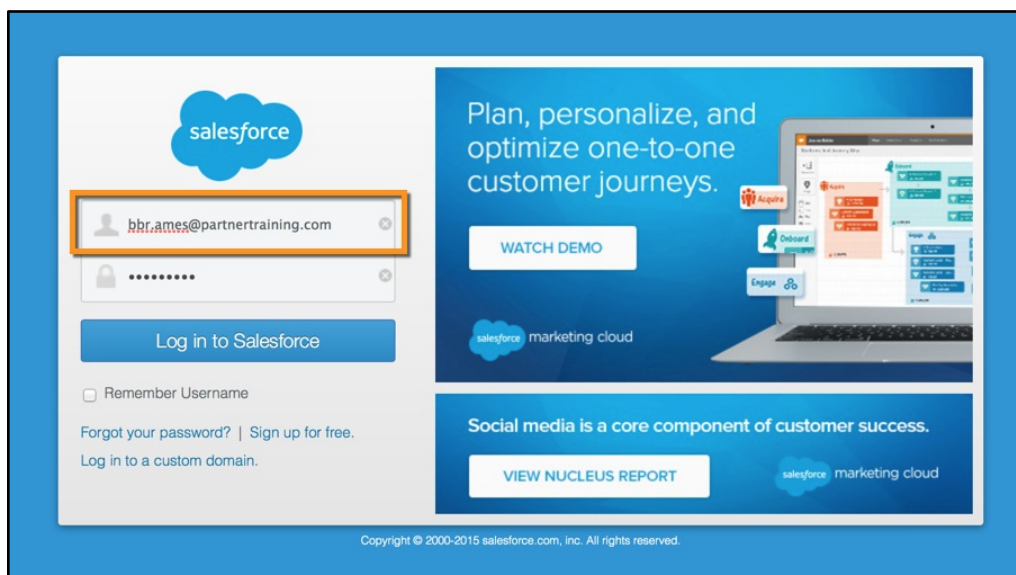 salesforce
bbr.ames@partnertraining.com
•••••••••
Log in to Salesforce
Remember Username
Forgot your password? | Sign up for free.
Log in to a custom domain.
Plan, personalize, and
optimize one-to-one
customer journeys.
WATCH DEMO
salesforce marketing cloud
Acquire
Onboard
Engage
Acquire
Onboard
Engage
Social media is a core component of customer success.
VIEW NUCLEUS REPORT
salesforce marketing cloud
Copyright © 2000-2015 salesforce.com, inc. All rights reserved.